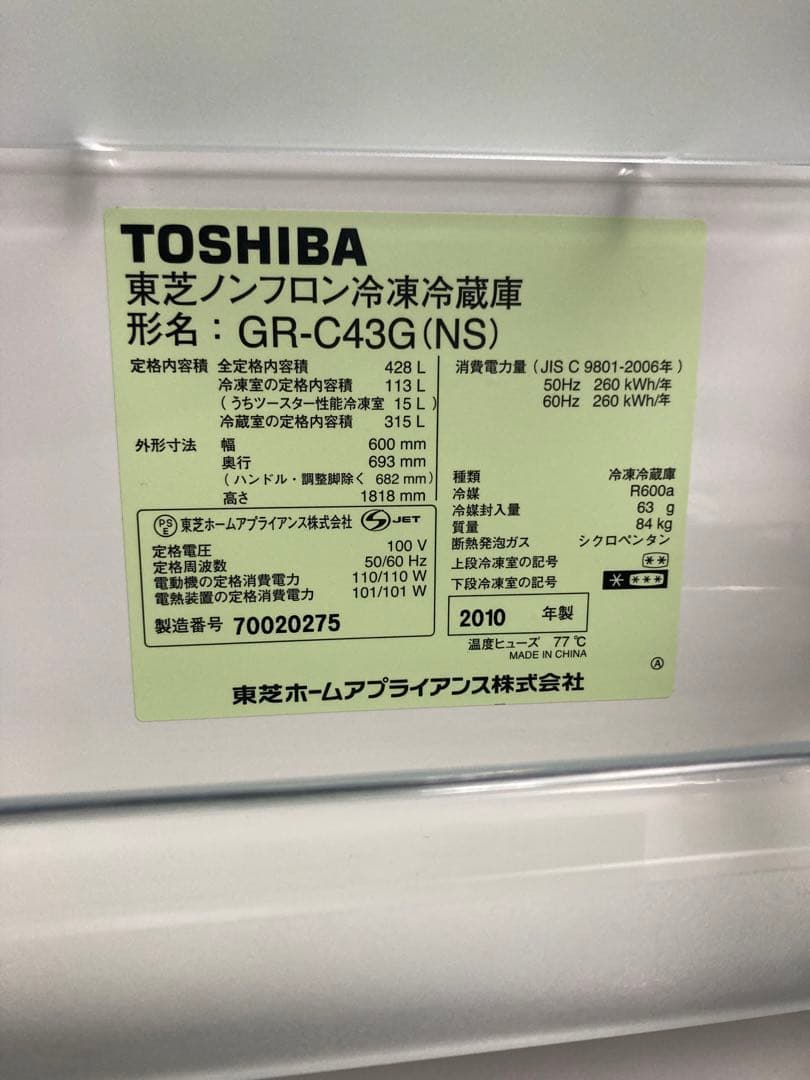 TOSHIBA
東芝ノンフロン冷凍冷蔵庫
形名：GR-C43G(NS)
定格内容積 全定格内容積 428 L
冷凍室の定格内容積 113 L
（うちツースター性能冷凍室 15 L）
冷蔵室の定格内容積 315 L
外形寸法 幅 600 mm
奥行 693 mm
（ハンドル・調整脚除く 682 mm）
高さ 1818 mm
PSE 東芝ホームアプライアンス株式会社 S JET
定格電圧 100 V
定格周波数 50/60 Hz
電動機の定格消費電力 110/110 W
電熱装置の定格消費電力 101/101 W
製造番号 70020275
消費電力量（JIS C 9801-2006年）
50Hz 260 kWh/年
60Hz 260 kWh/年
種類 冷凍冷蔵庫
冷媒 R600a
冷媒封入量 63 g
質量 84 kg
断熱発泡ガス シクロペンタン
上段冷凍室の記号 **
下段冷凍室の記号 * ***
2010 年製
温度ヒューズ 77℃
MADE IN CHINA
Ⓐ
東芝ホームアプライアンス株式会社